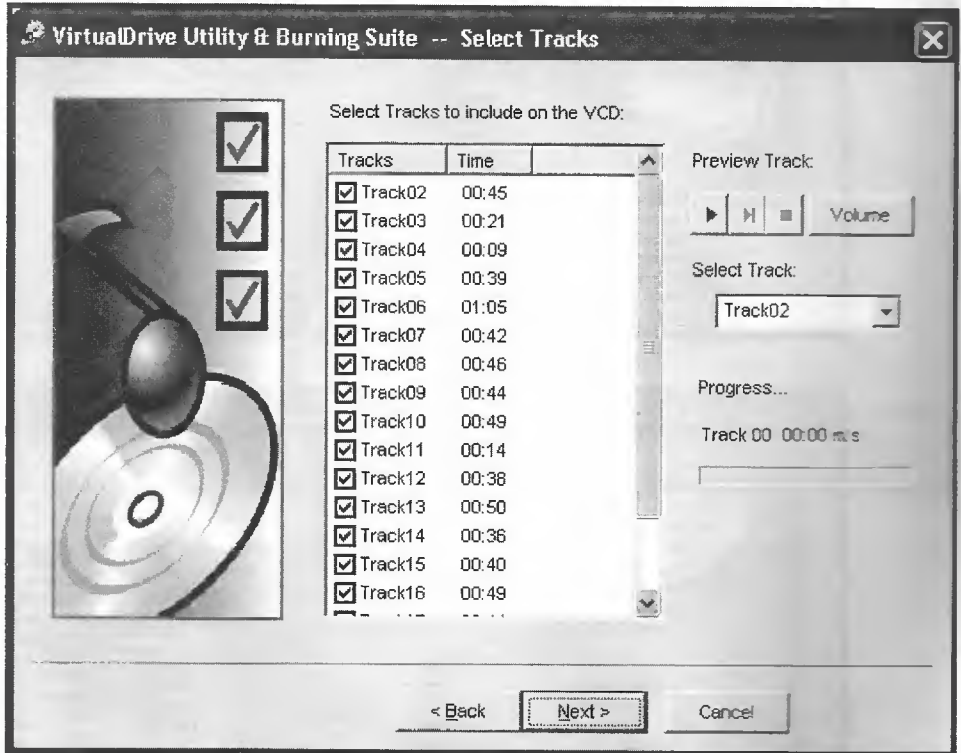 VirtualDrive Utility & Burning Suite -- Select Tracks
Select Tracks to include on the VCD:
Tracks Time
Track02 00:45
Track03 00:21
Track04 00:09
Track05 00:39
Track06 01:05
Track07 00:42
Track08 00:46
Track09 00:44
Track10 00:49
Track11 00:14
Track12 00:38
Track13 00:50
Track14 00:36
Track15 00:40
Track16 00:49
Preview Track:
Volume
Select Track:
Track02
Progress...
Track 00 00:00 m:s
< Back Next > Cancel